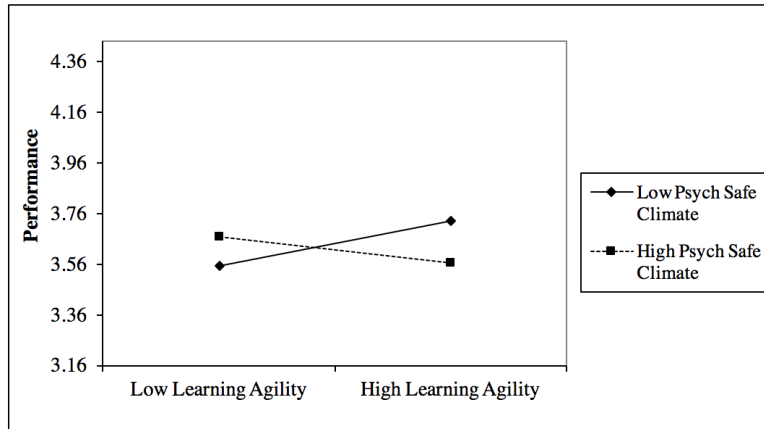 4.36
4.16
3.96
3.76
3.56
3.36
3.16
Performance
Low Learning Agility
High Learning Agility
Low Psych Safe
Climate
High Psych Safe
Climate